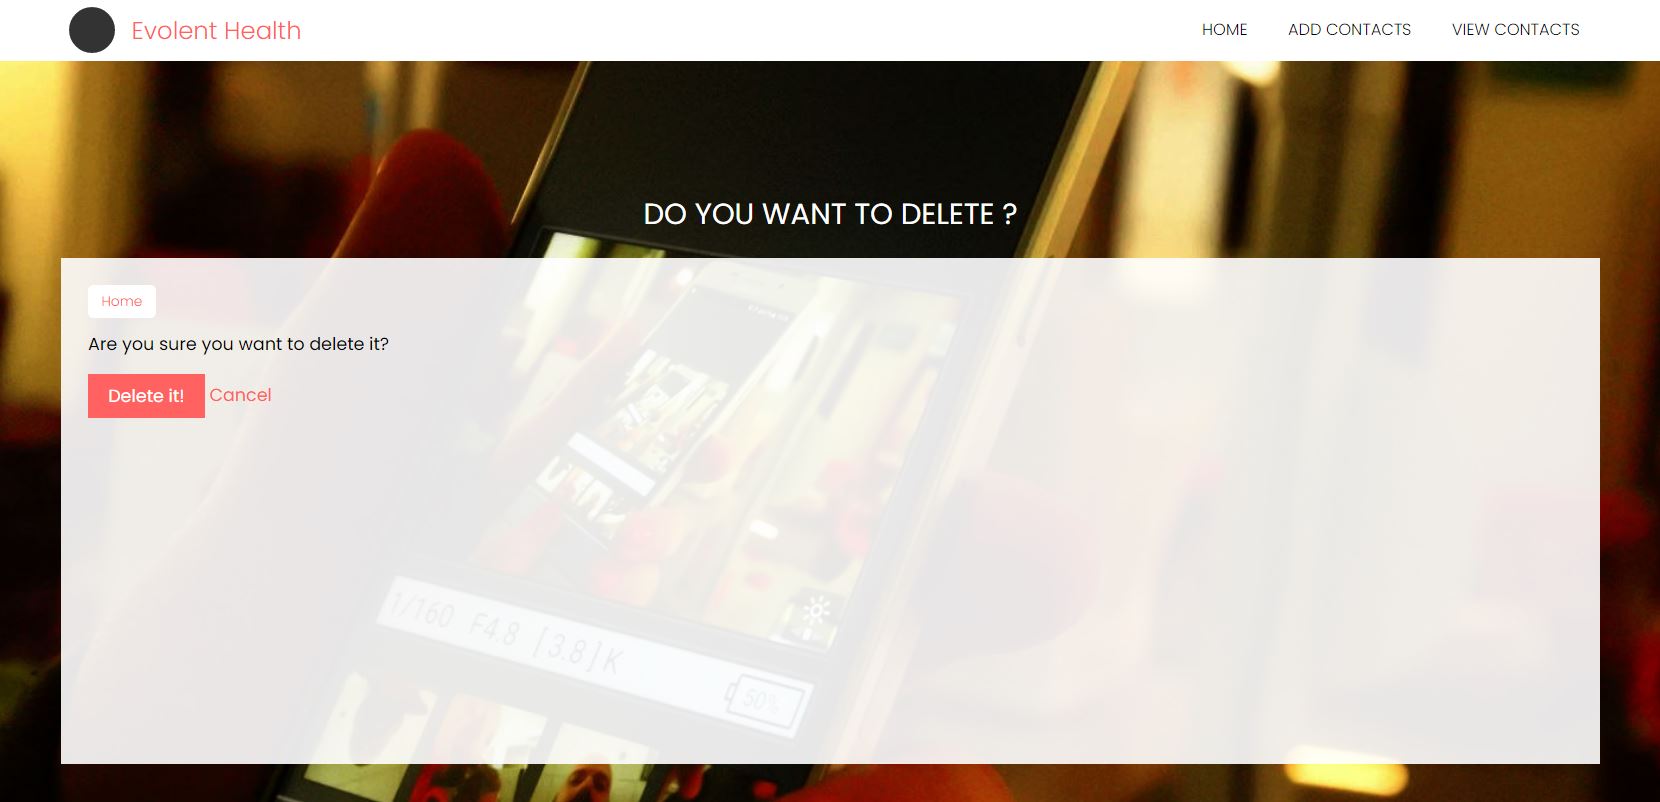 Evolent Health
HOME ADD CONTACTS VIEW CONTACTS
DO YOU WANT TO DELETE ?
Home
Are you sure you want to delete it?
Delete it! Cancel
1/160 F4.8 [3.8]K
50%